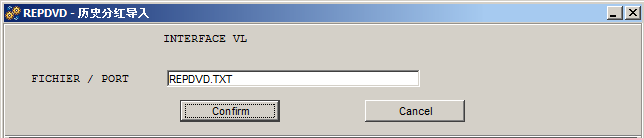 REPDVD - 历史分红导入
INTERFACE VL
FICHIER / PORT REPDVD.TXT
Confirm Cancel